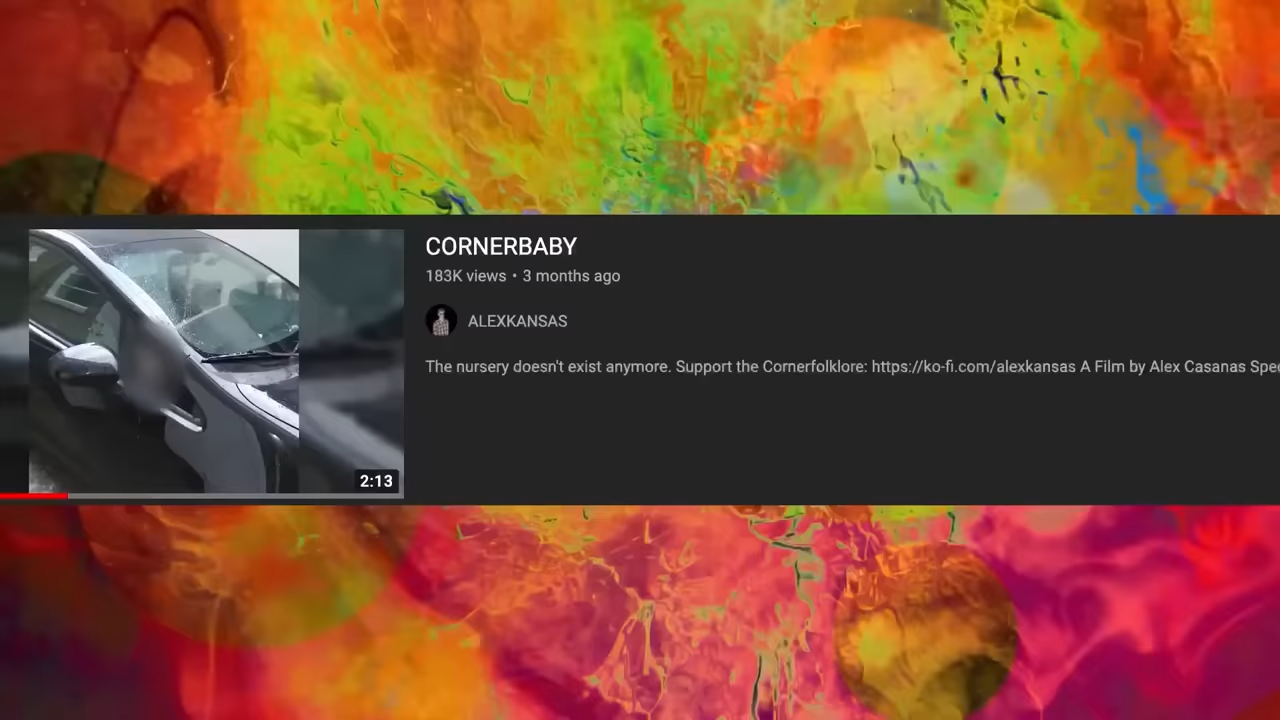 CORNERBABY
183K views • 3 months ago
ALEXKANSAS
The nursery doesn't exist anymore. Support the Cornerfolklore: https://ko-fi.com/alexkansas A Film by Alex Casanas Spec
2:13